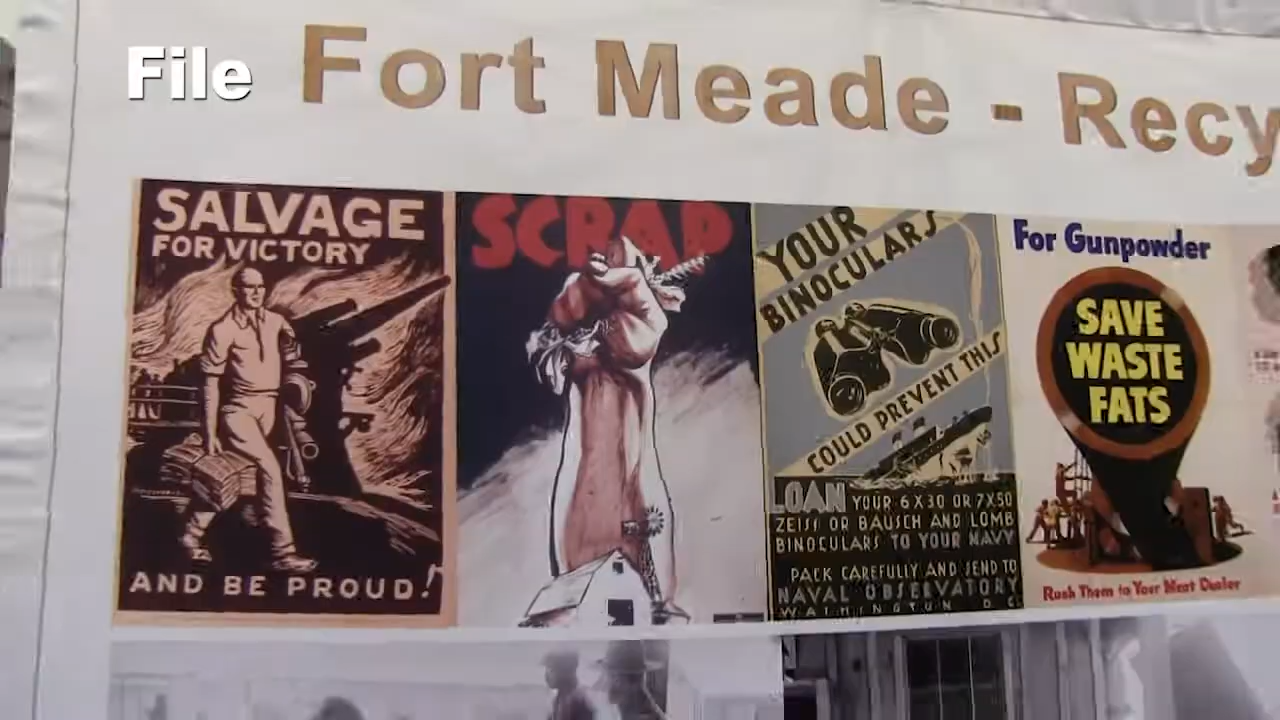 File
Fort Meade - Recy
SALVAGE
FOR VICTORY
AND BE PROUD!
SCRAP
YOUR
BINOCULARS
COULD PREVENT THIS
LOAN YOUR 6X30 OR 7X50
ZEISS OR BAUSCH AND LOMB
BINOCULARS TO YOUR NAVY
PACK CAREFULLY AND SEND TO
NAVAL OBSERVATORY
WASHINGTON D C
For Gunpowder
SAVE
WASTE
FATS
Rush Them to Your Meat Dealer